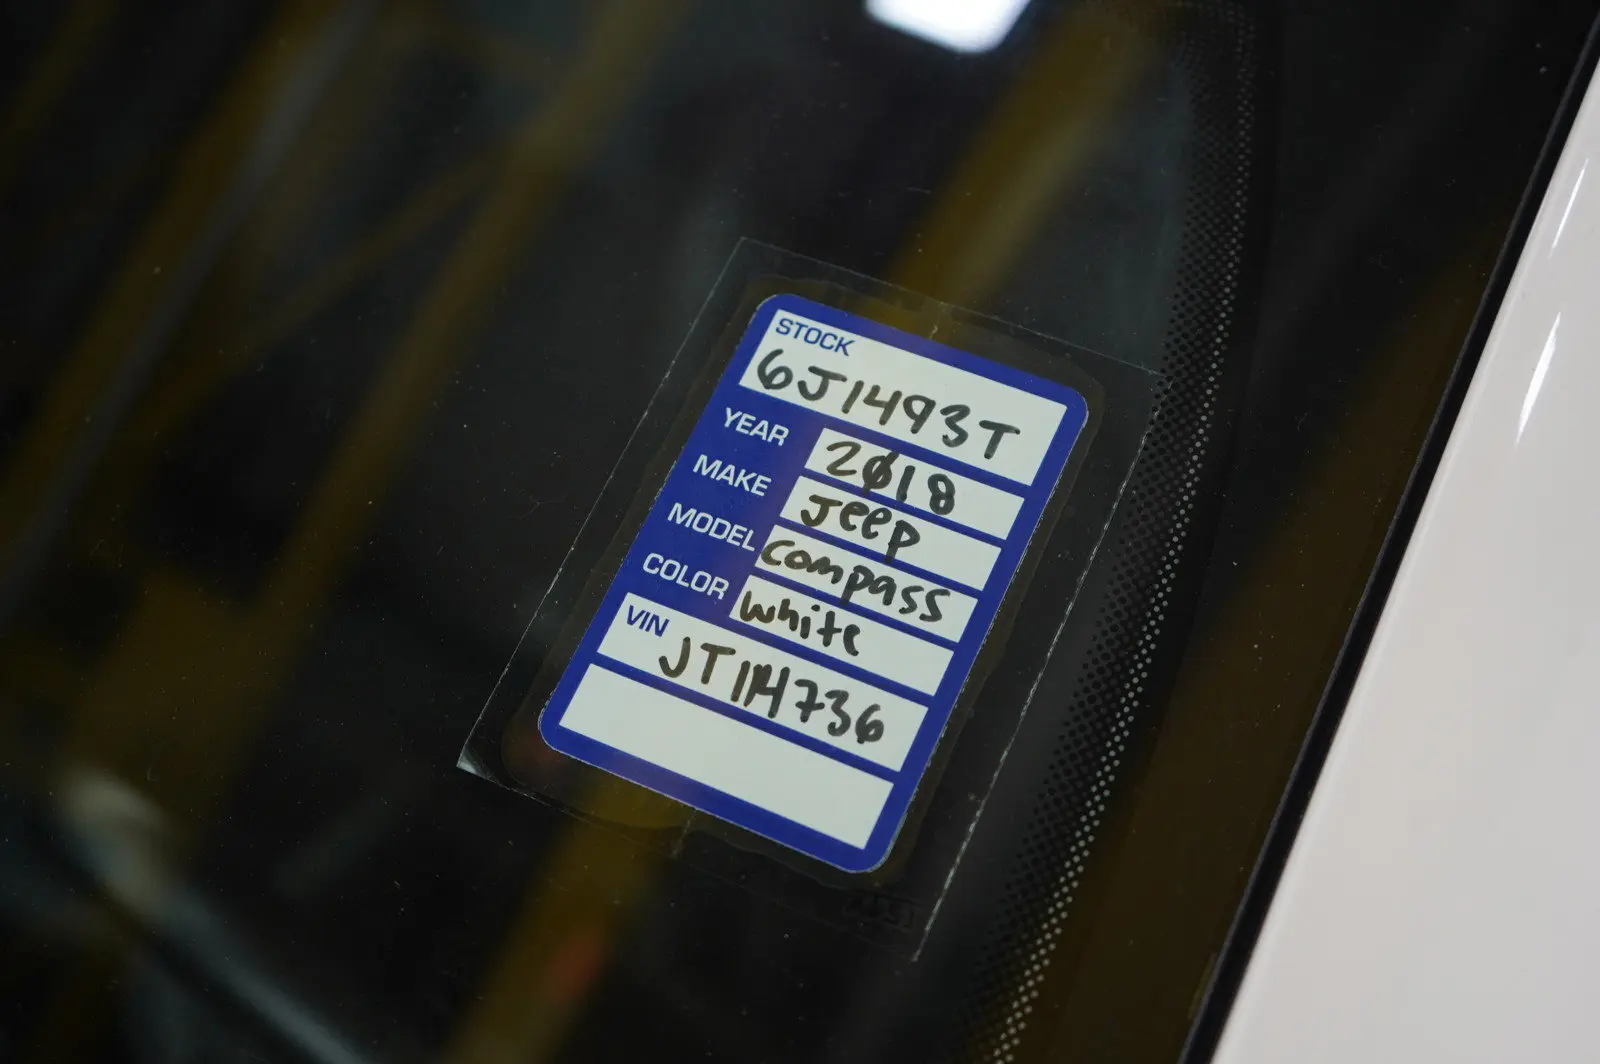 STOCK
6J1493T
YEAR 2018
MAKE Jeep
MODEL Compass
COLOR white
VIN JT114736